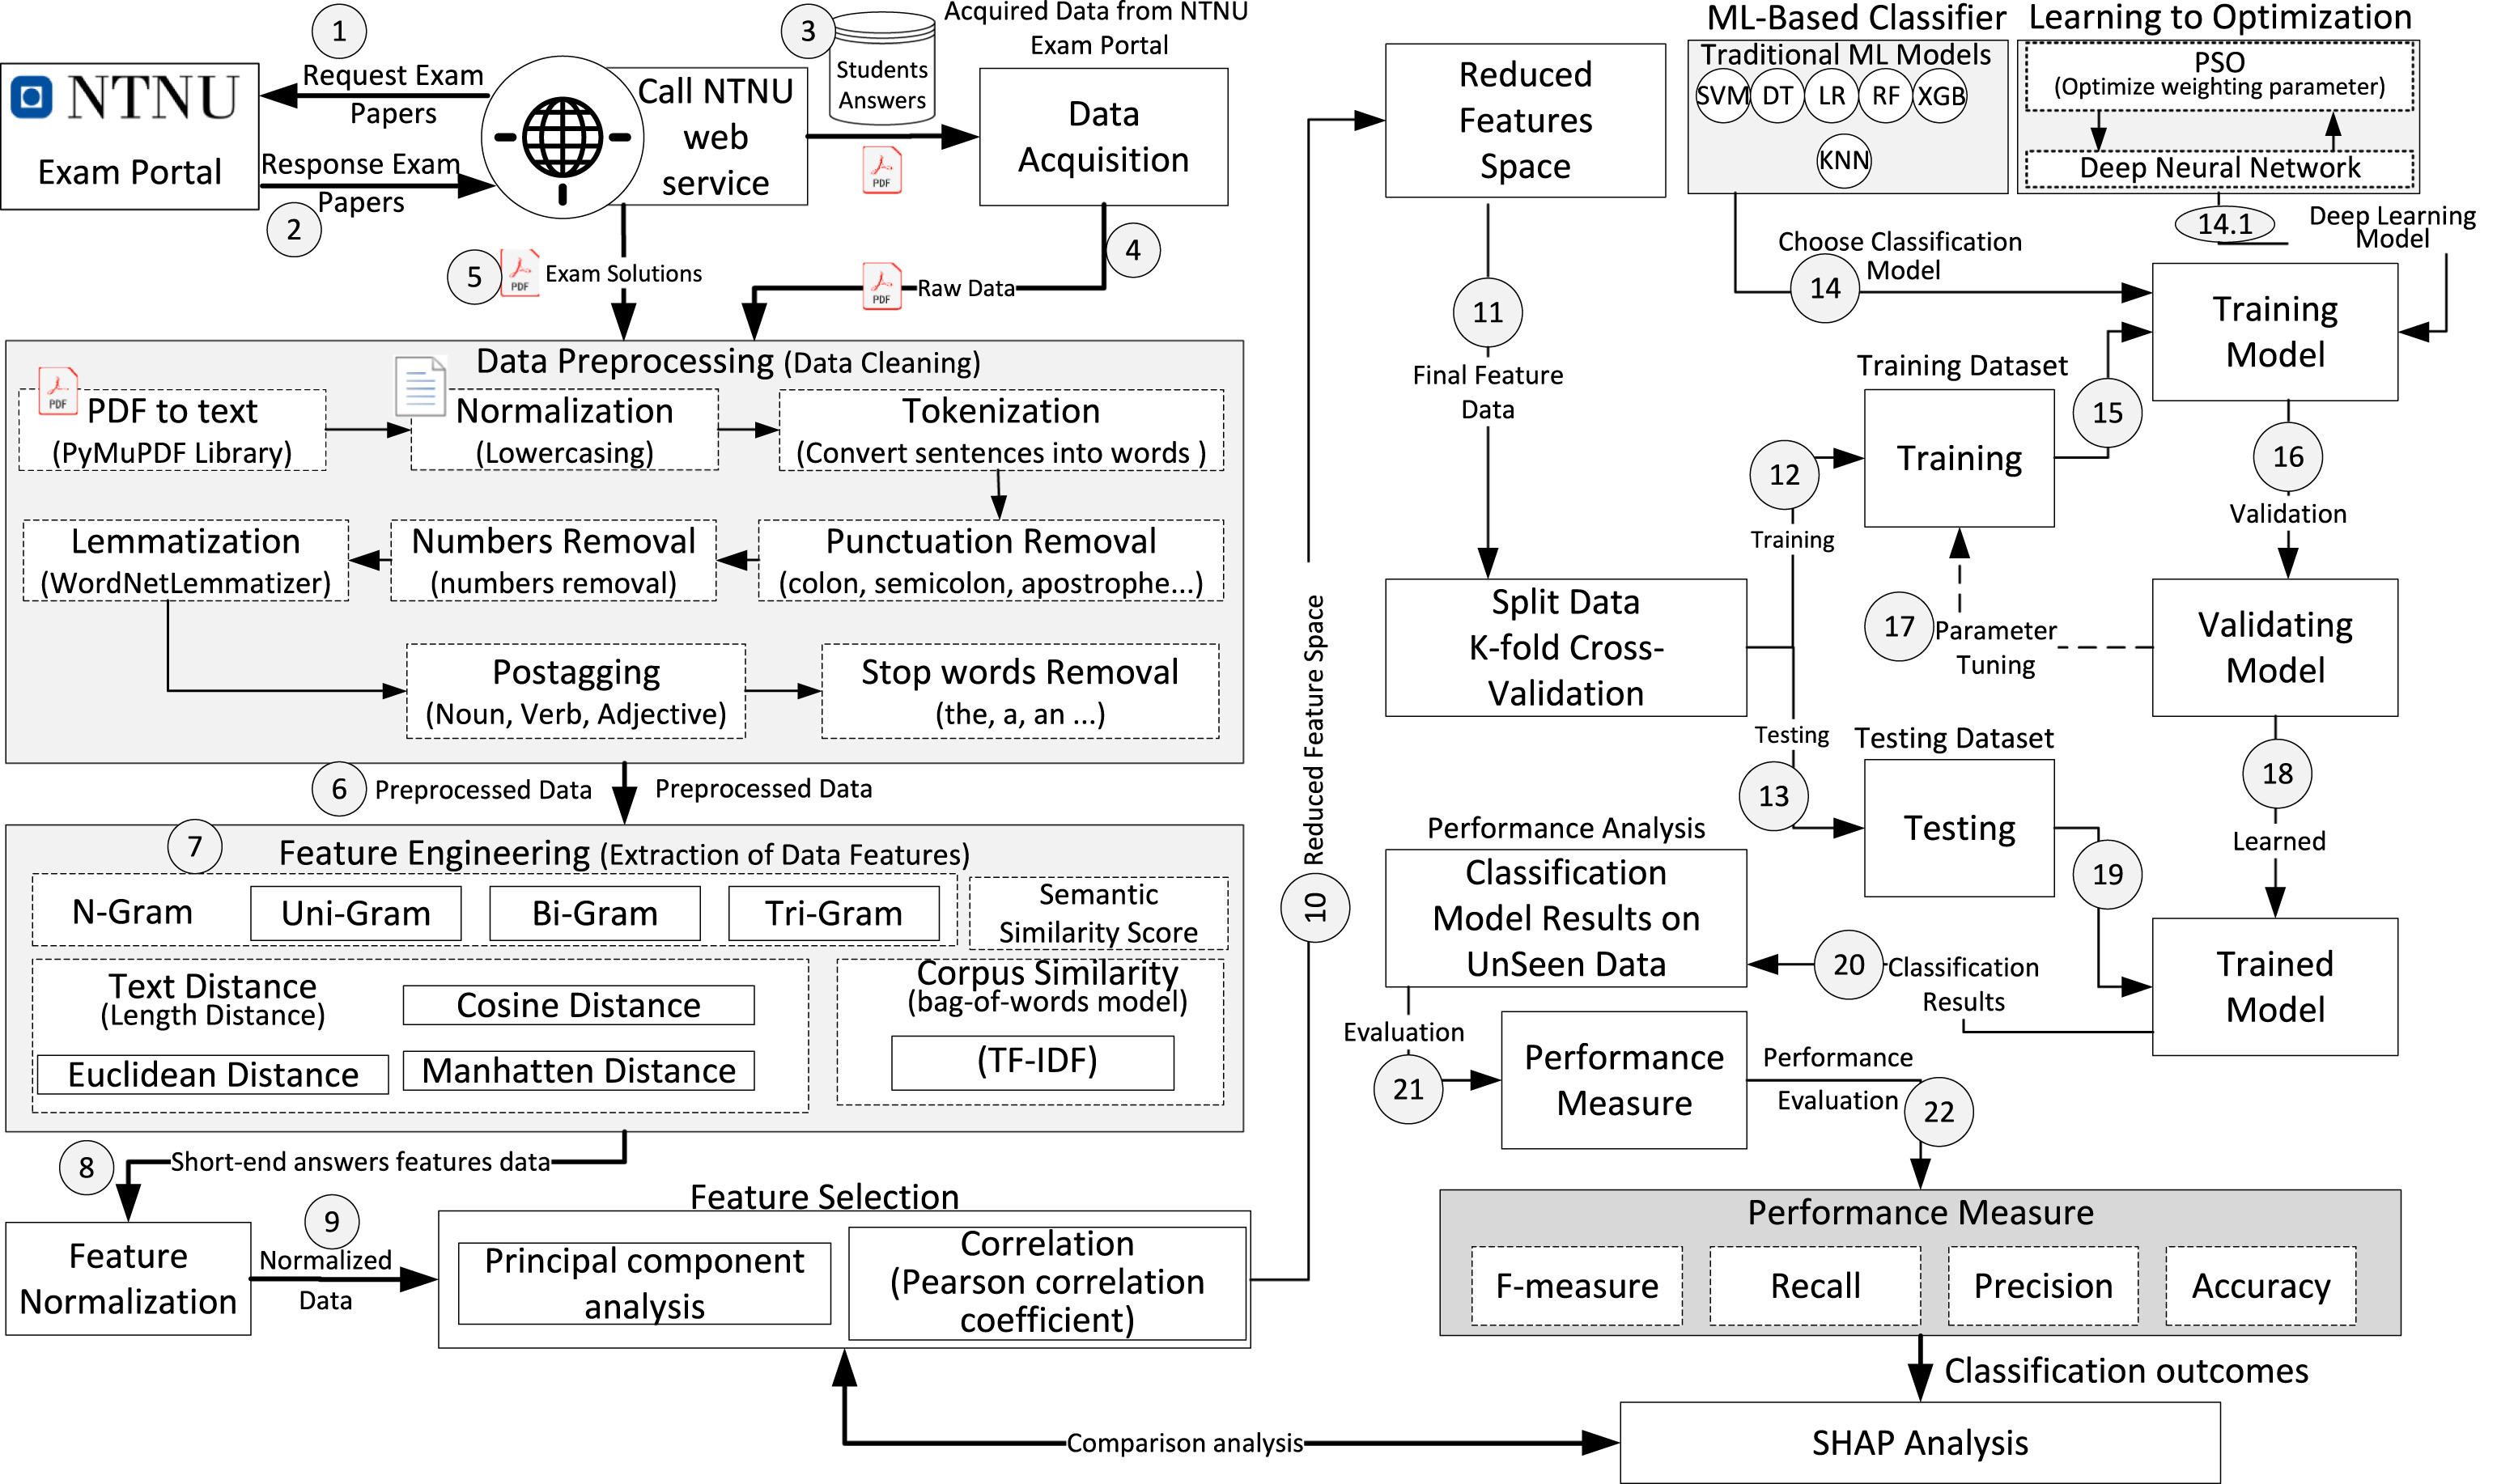 1
Request Exam
Papers
NTNU
Exam Portal
Response Exam
Papers
2
Call NTNU
web
service
3
Students
Answers
PDF
Acquired Data from NTNU
Exam Portal
Data
Acquisition
4
5
PDF
Exam Solutions
PDF
Raw Data
Data Preprocessing (Data Cleaning)
PDF
PDF to text
(PyMuPDF Library)
Normalization
(Lowercasing)
Tokenization
(Convert sentences into words )
Lemmatization
(WordNetLemmatizer)
Numbers Removal
(numbers removal)
Punctuation Removal
(colon, semicolon, apostrophe...)
Postagging
(Noun, Verb, Adjective)
Stop words Removal
(the, a, an ...)
6
Preprocessed Data
Preprocessed Data
7
Feature Engineering (Extraction of Data Features)
N-Gram
Uni-Gram
Bi-Gram
Tri-Gram
Semantic
Similarity Score
Text Distance
(Length Distance)
Cosine Distance
Euclidean Distance
Manhatten Distance
Corpus Similarity
(bag-of-words model)
(TF-IDF)
8
Short-end answers features data
Feature
Normalization
9
Normalized
Data
Feature Selection
Principal component
analysis
Correlation
(Pearson correlation
coefficient)
10
Reduced Feature Space
Reduced
Features
Space
11
Final Feature
Data
Split Data
K-fold Cross-
Validation
ML-Based Classifier
Traditional ML Models
SVM
DT
LR
RF
XGB
KNN
Learning to Optimization
PSO
(Optimize weighting parameter)
Deep Neural Network
14.1
Deep Learning
Model
Choose Classification
Model
14
Training
Model
12
Training
Training Dataset
Training
15
16
Validation
17
Parameter
Tuning
Validating
Model
13
Testing
Testing Dataset
Testing
18
Learned
19
Trained
Model
20
Classification
Results
Performance Analysis
Classification
Model Results on
UnSeen Data
Evaluation
21
Performance
Measure
Performance
Evaluation
22
Performance Measure
F-measure
Recall
Precision
Accuracy
Classification outcomes
SHAP Analysis
Comparison analysis